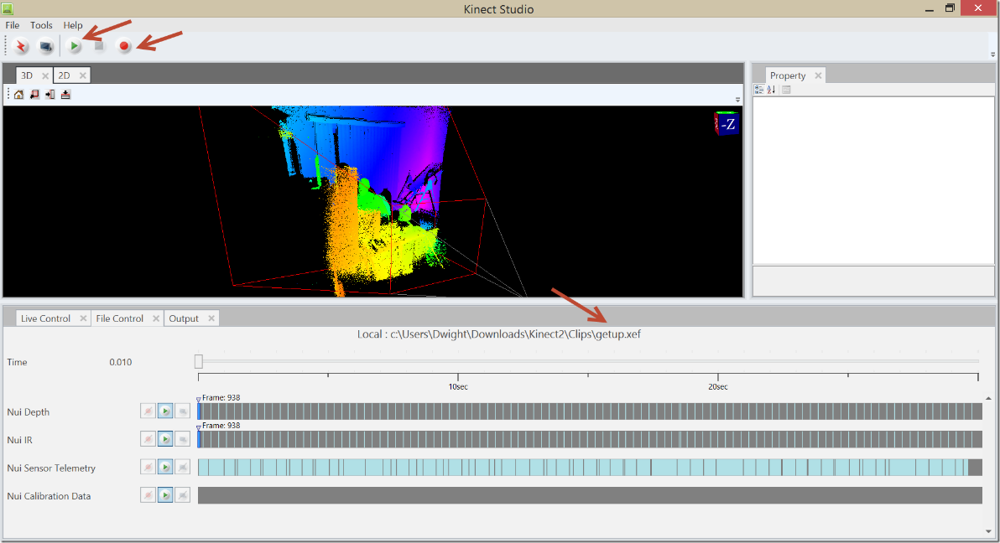 Kinect Studio
File Tools Help
3D 2D
Property
-Z
Live Control File Control Output
Local : c:\Users\Dwight\Downloads\Kinect2\Clips\getup.xef
Time 0.010
10sec 20sec
Frame: 938
Nui Depth
Frame: 938
Nui IR
Nui Sensor Telemetry
Nui Calibration Data